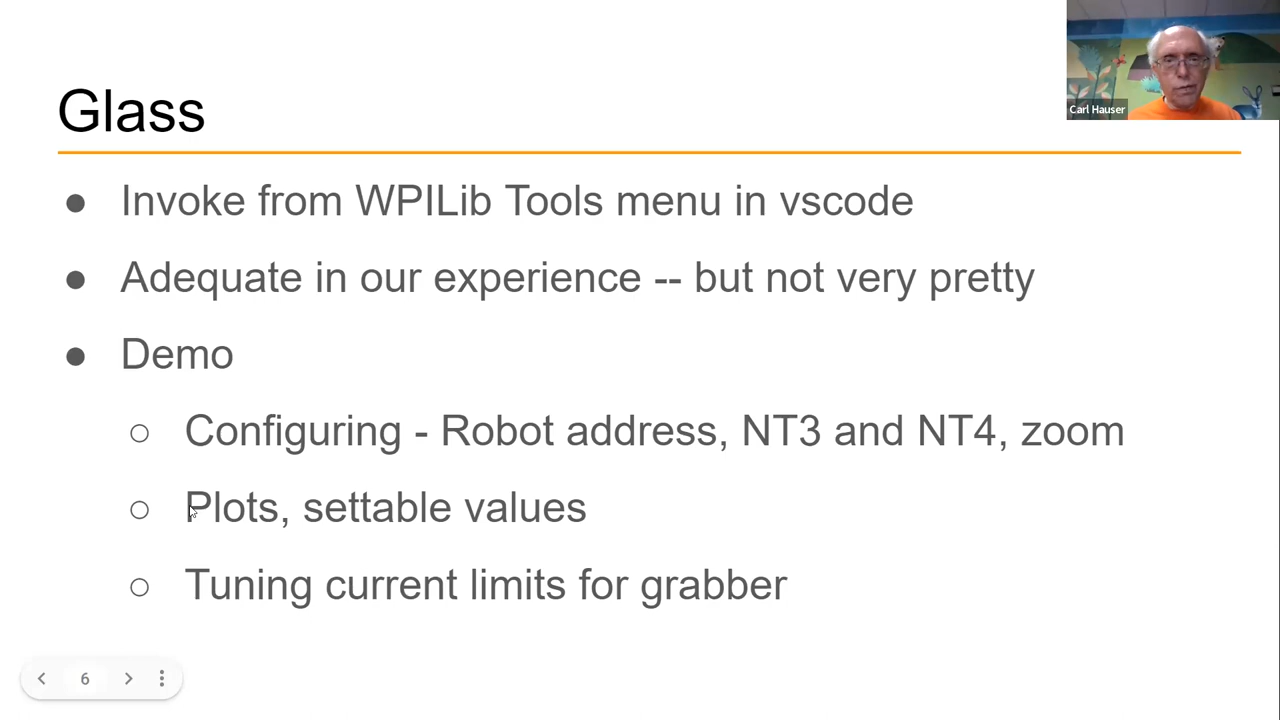 Carl Hauser
Glass
● Invoke from WPILib Tools menu in vscode
● Adequate in our experience -- but not very pretty
● Demo
○ Configuring - Robot address, NT3 and NT4, zoom
○ Plots, settable values
○ Tuning current limits for grabber
6